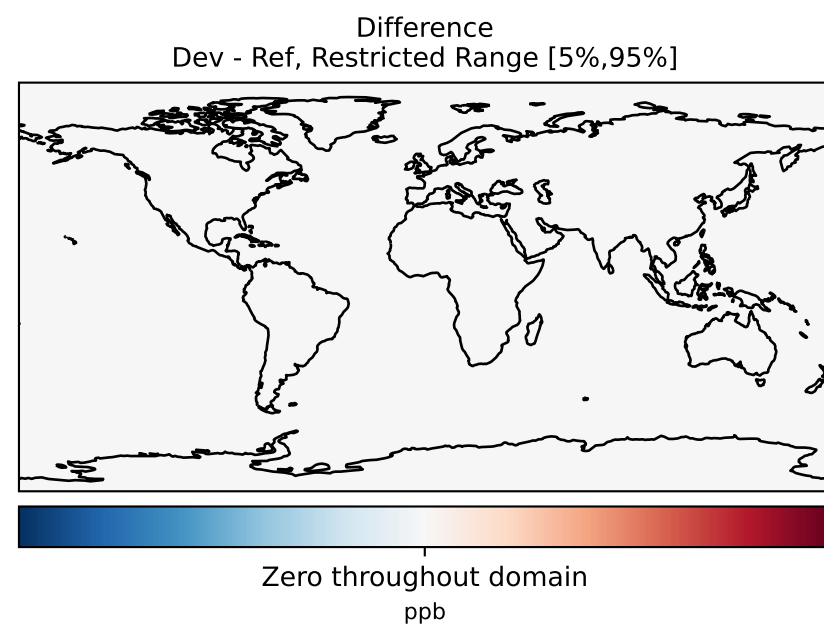 Difference
Dev - Ref, Restricted Range [5%,95%]
Zero throughout domain
ppb